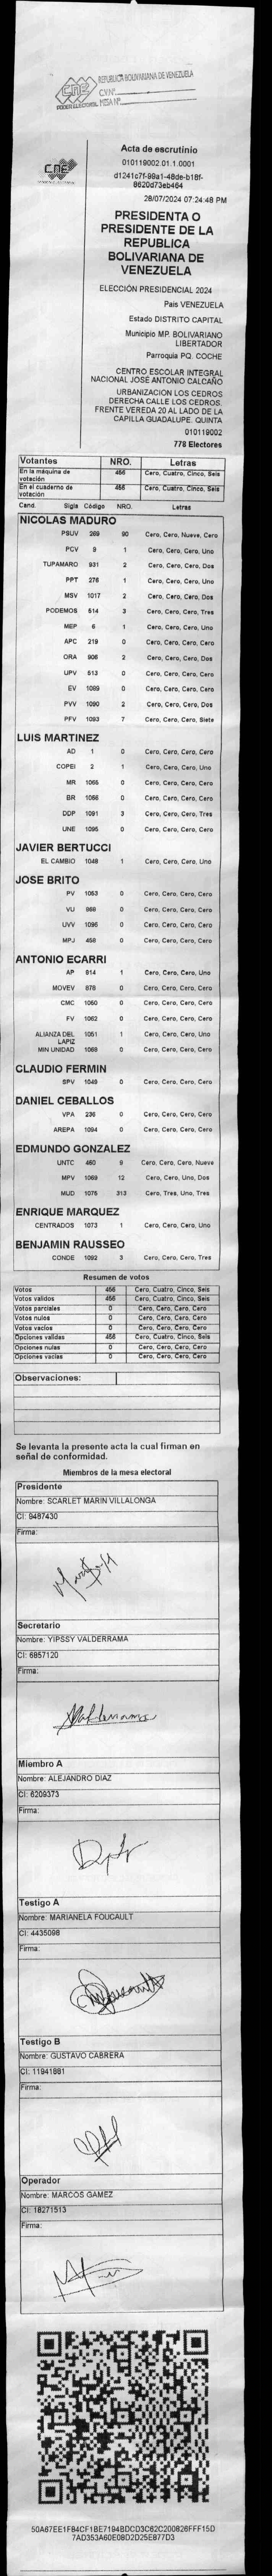 REPUBLICA BOLIVARIANA DE VENEZUELA
CNE
C.V.Nº
PODER ELECTORAL MESA Nº
CNE
Acta de escrutinio
010119002.01.1.0001
d1241c7f-99a1-48de-b18f-
8620d73eb464
28/07/2024 07:24:48 PM
PRESIDENTA O
PRESIDENTE DE LA
REPUBLICA
BOLIVARIANA DE
VENEZUELA
ELECCIÓN PRESIDENCIAL 2024
Pais VENEZUELA
Estado DISTRITO CAPITAL
Municipio MP. BOLIVARIANO
LIBERTADOR
Parroquia PQ. COCHE
CENTRO ESCOLAR INTEGRAL
NACIONAL JOSÉ ANTONIO CALCAÑO
URBANIZACION LOS CEDROS
DERECHA CALLE LOS CEDROS.
FRENTE VEREDA 20 AL LADO DE LA
CAPILLA GUADALUPE. QUINTA
010119002
778 Electores
Votantes NRO. Letras
En la máquina de votación 456 Cero, Cuatro, Cinco, Seis
En el cuaderno de votación 456 Cero, Cuatro, Cinco, Seis
Cand. Sigla Código NRO. Letras
NICOLAS MADURO
PSUV 269 90 Cero, Cero, Nueve, Cero
PCV 9 1 Cero, Cero, Cero, Uno
TUPAMARO 931 2 Cero, Cero, Cero, Dos
PPT 278 1 Cero, Cero, Cero, Uno
MSV 1017 2 Cero, Cero, Cero, Dos
PODEMOS 514 3 Cero, Cero, Cero, Tres
MEP 6 1 Cero, Cero, Cero, Uno
APC 219 0 Cero, Cero, Cero, Cero
ORA 906 2 Cero, Cero, Cero, Dos
UPV 513 0 Cero, Cero, Cero, Cero
EV 1089 0 Cero, Cero, Cero, Cero
PVV 1090 2 Cero, Cero, Cero, Dos
PFV 1093 7 Cero, Cero, Cero, Siete
LUIS MARTINEZ
AD 1 0 Cero, Cero, Cero, Cero
COPEI 2 1 Cero, Cero, Cero, Uno
MR 1065 0 Cero, Cero, Cero, Cero
BR 1066 0 Cero, Cero, Cero, Cero
DDP 1091 3 Cero, Cero, Cero, Tres
UNE 1095 0 Cero, Cero, Cero, Cero
JAVIER BERTUCCI
EL CAMBIO 1048 1 Cero, Cero, Cero, Uno
JOSE BRITO
PV 1053 0 Cero, Cero, Cero, Cero
VU 989 0 Cero, Cero, Cero, Cero
UVV 1096 0 Cero, Cero, Cero, Cero
MPJ 458 0 Cero, Cero, Cero, Cero
ANTONIO ECARRI
AP 914 1 Cero, Cero, Cero, Uno
MOVEV 878 0 Cero, Cero, Cero, Cero
CMC 1050 0 Cero, Cero, Cero, Cero
FV 1062 0 Cero, Cero, Cero, Cero
ALIANZA DEL LAPIZ 1051 1 Cero, Cero, Cero, Uno
MIN UNIDAD 1068 0 Cero, Cero, Cero, Cero
CLAUDIO FERMIN
SPV 1049 0 Cero, Cero, Cero, Cero
DANIEL CEBALLOS
VPA 236 0 Cero, Cero, Cero, Cero
AREPA 1094 0 Cero, Cero, Cero, Cero
EDMUNDO GONZALEZ
UNTC 460 9 Cero, Cero, Cero, Nueve
MPV 1069 12 Cero, Cero, Uno, Dos
MUD 1075 313 Cero, Tres, Uno, Tres
ENRIQUE MARQUEZ
CENTRADOS 1073 1 Cero, Cero, Cero, Uno
BENJAMIN RAUSSEO
CONDE 1092 3 Cero, Cero, Cero, Tres
Resumen de votos
Votos 456 Cero, Cuatro, Cinco, Seis
Votos validos 456 Cero, Cuatro, Cinco, Seis
Votos parciales 0 Cero, Cero, Cero, Cero
Votos nulos 0 Cero, Cero, Cero, Cero
Votos vacios 0 Cero, Cero, Cero, Cero
Opciones validas 456 Cero, Cuatro, Cinco, Seis
Opciones nulas 0 Cero, Cero, Cero, Cero
Opciones vacias 0 Cero, Cero, Cero, Cero
Observaciones:
Se levanta la presente acta la cual firman en
señal de conformidad.
Miembros de la mesa electoral
Presidente
Nombre: SCARLET MARIN VILLALONGA
CI: 9487430
Firma:
Secretario
Nombre: YIPSSY VALDERRAMA
CI: 6857120
Firma:
Valderrama
Miembro A
Nombre: ALEJANDRO DIAZ
CI: 6209373
Firma:
Testigo A
Nombre: MARIANELA FOUCAULT
CI: 4435098
Firma:
Testigo B
Nombre: GUSTAVO CABRERA
CI: 11941881
Firma:
Operador
Nombre: MARCOS GAMEZ
CI: 18271513
Firma:
50A67EE1F84CF1BE7194BDCD3C62C200826FFF15D
7AD353A60E08D2D25E877D3